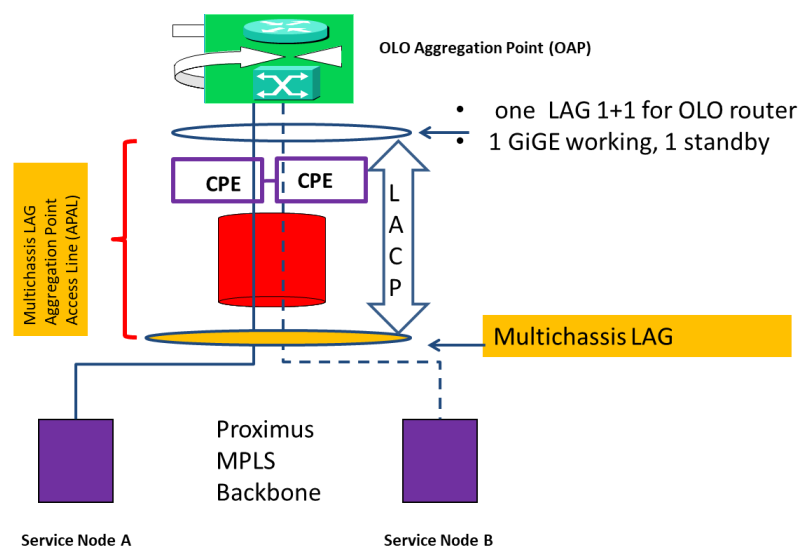 OLO Aggregation Point (OAP)
• one LAG 1+1 for OLO router
• 1 GiGE working, 1 standby
CPE
CPE
L
A
C
P
Multichassis LAG
Aggregation Point
Access Line (APAL)
Multichassis LAG
Proximus
MPLS
Backbone
Service Node A
Service Node B